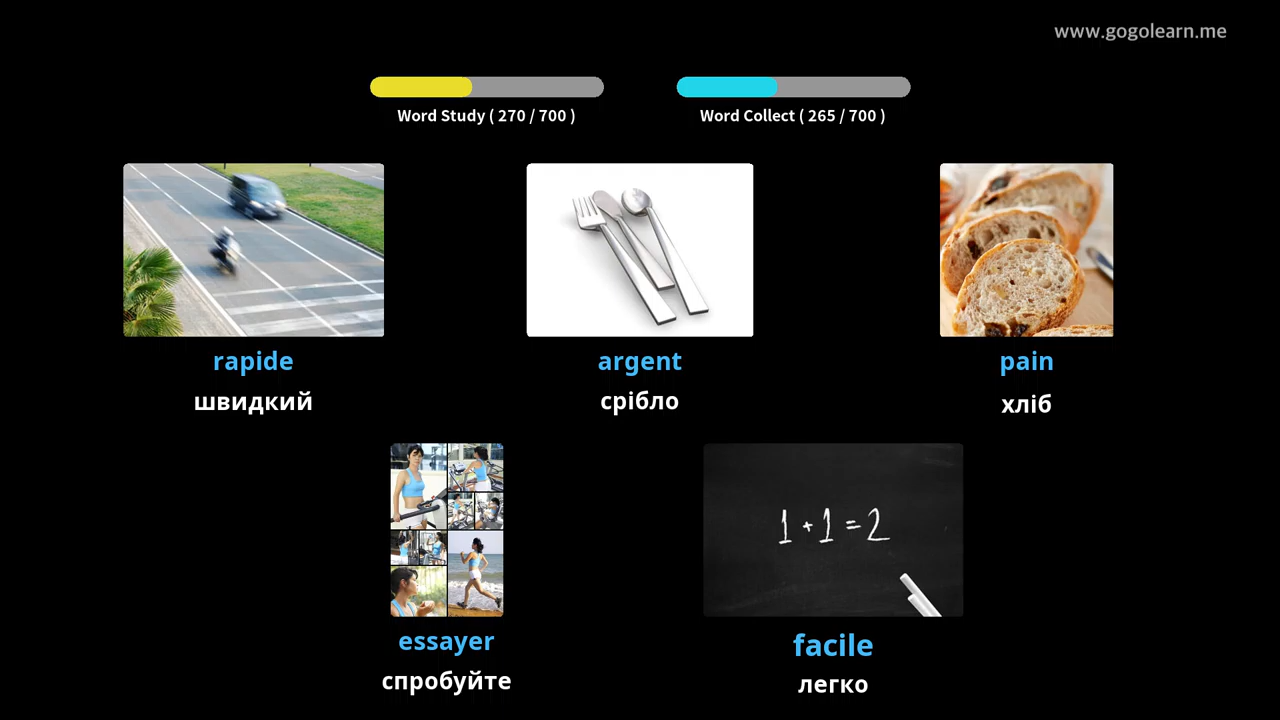 www.gogolearn.me
Word Study ( 270 / 700 )
Word Collect ( 265 / 700 )
rapide
швидкий
argent
срібло
pain
хліб
1 + 1 = 2
essayer
спробуйте
facile
легко